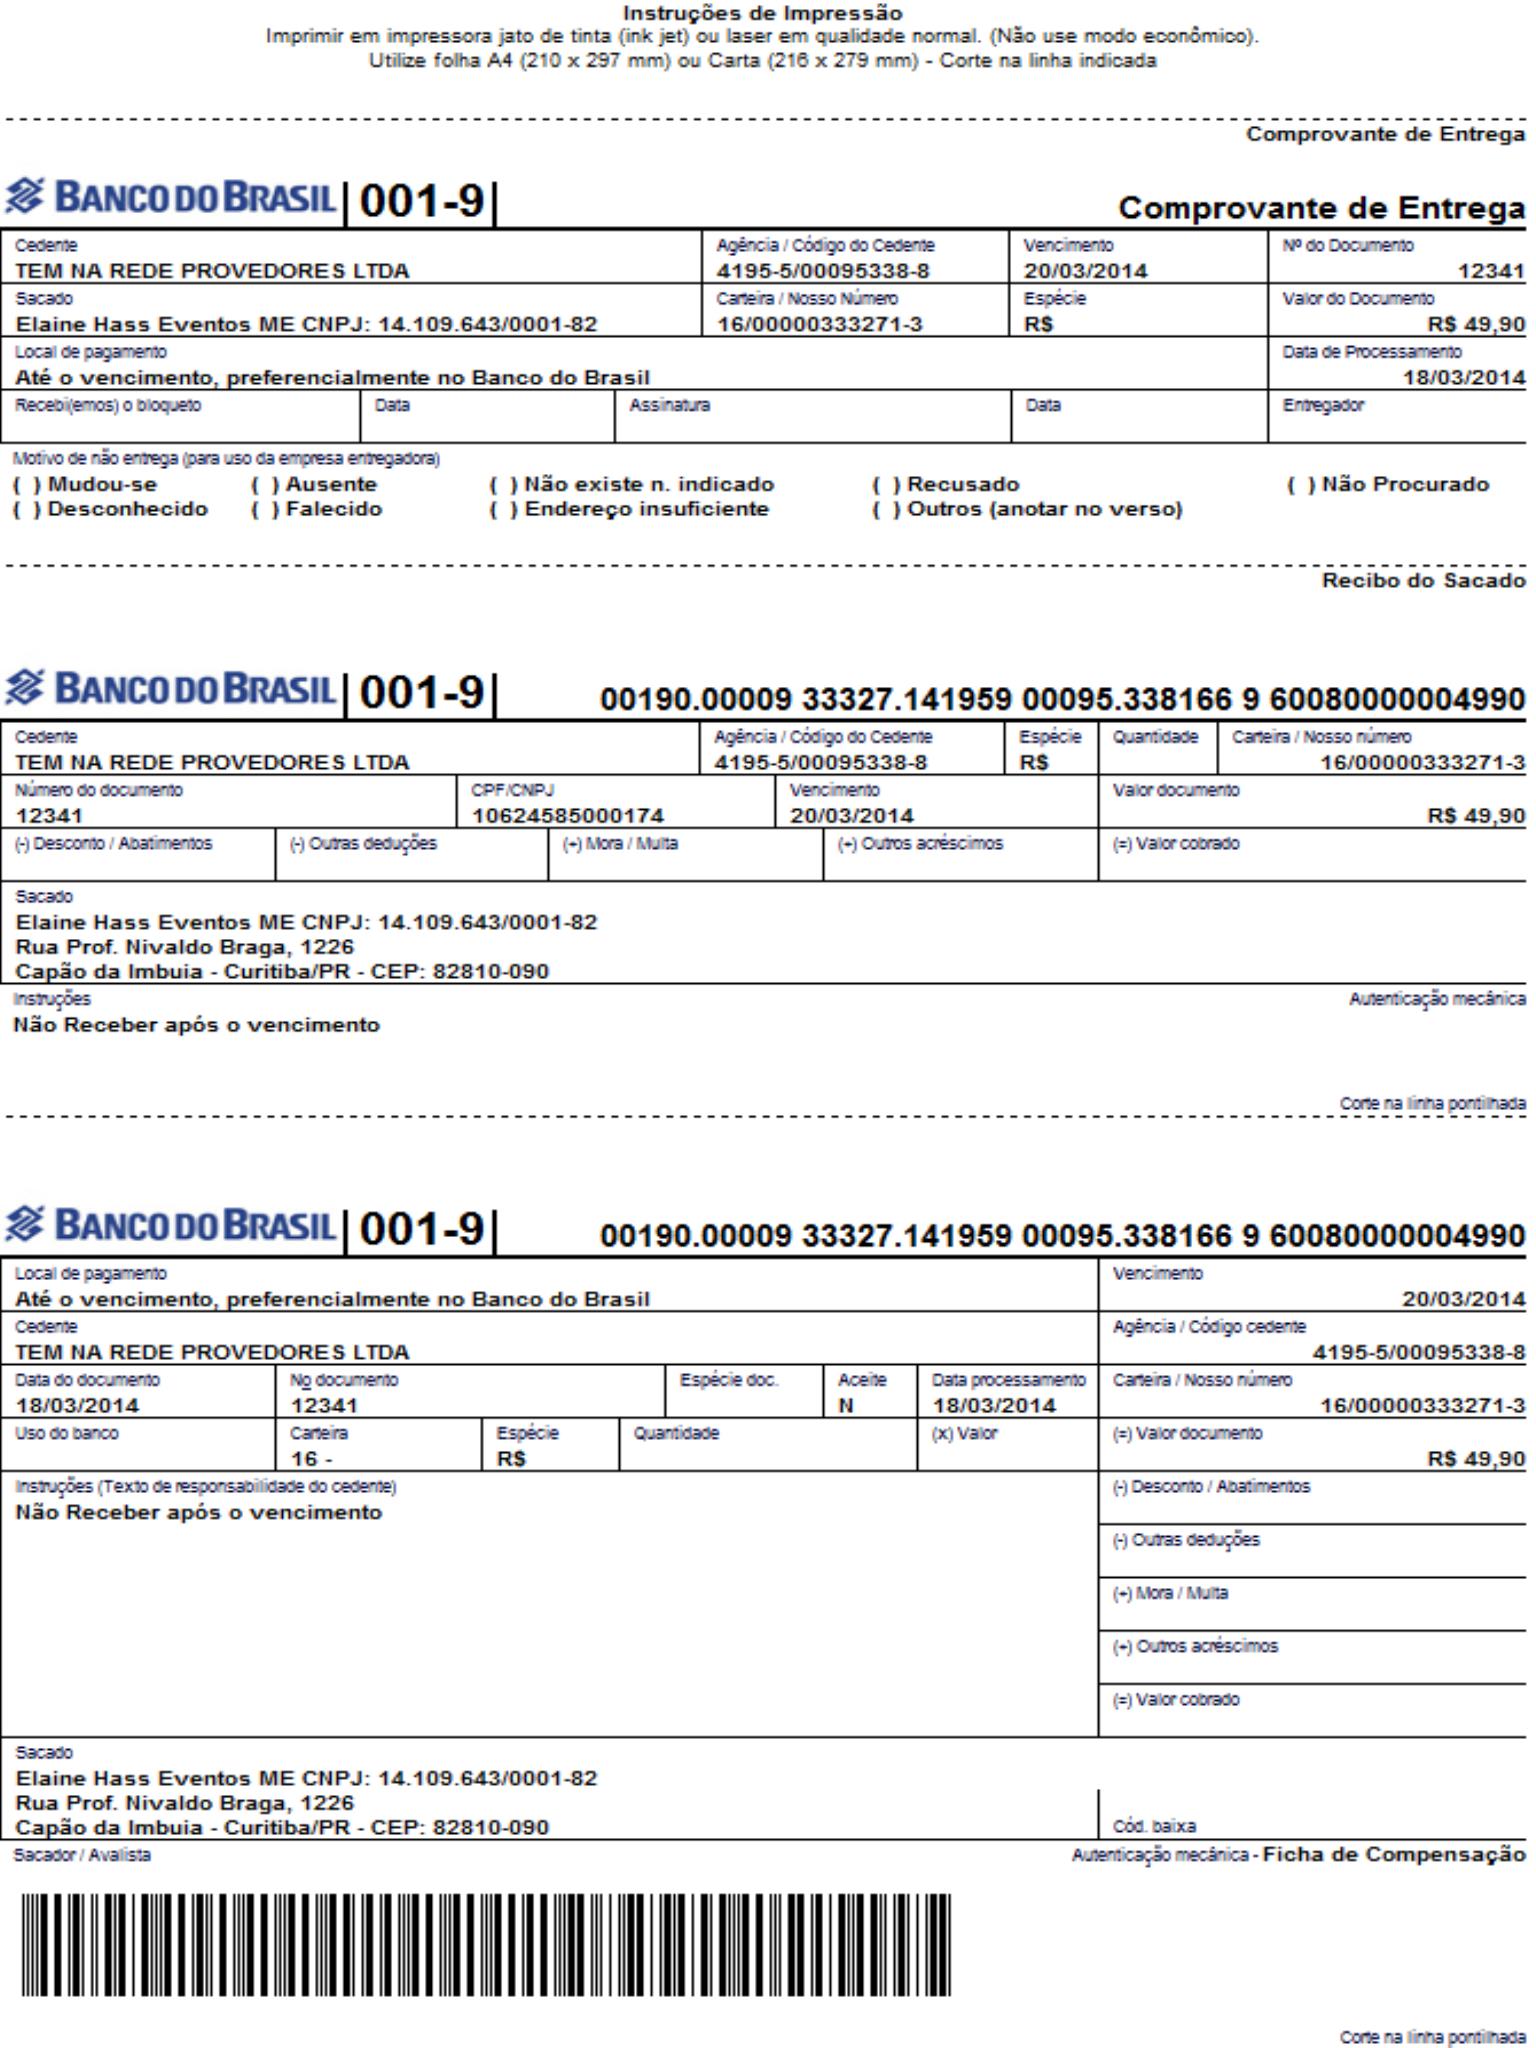 Instruções de Impressão
Imprimir em impressora jato de tinta (ink jet) ou laser em qualidade normal. (Não use modo econômico).
Utilize folha A4 (210 x 297 mm) ou Carta (216 x 279 mm) - Corte na linha indicada
Comprovante de Entrega
BANCO DO BRASIL 001-9 Comprovante de Entrega
Cedente Agência / Código do Cedente Vencimento Nº do Documento
TEM NA REDE PROVEDORES LTDA 4195-5/00095338-8 20/03/2014 12341
Sacado Carteira / Nosso Número Espécie Valor do Documento
Elaine Hass Eventos ME CNPJ: 14.109.643/0001-82 16/00000333271-3 R$ R$ 49,90
Local de pagamento Data de Processamento
Até o vencimento, preferencialmente no Banco do Brasil 18/03/2014
Recebi(emos) o bloqueto Data Assinatura Data Entregador
Motivo de não entrega (para uso da empresa entregadora)
( ) Mudou-se ( ) Ausente ( ) Não existe n. indicado ( ) Recusado ( ) Não Procurado
( ) Desconhecido ( ) Falecido ( ) Endereço insuficiente ( ) Outros (anotar no verso)
Recibo do Sacado
BANCO DO BRASIL 001-9 00190.00009 33327.141959 00095.338166 9 60080000004990
Cedente Agência / Código do Cedente Espécie Quantidade Carteira / Nosso número
TEM NA REDE PROVEDORES LTDA 4195-5/00095338-8 R$ 16/00000333271-3
Número do documento CPF/CNPJ Vencimento Valor documento
12341 10624585000174 20/03/2014 R$ 49,90
(-) Desconto / Abatimentos (-) Outras deduções (+) Mora / Multa (+) Outros acréscimos (=) Valor cobrado
Sacado
Elaine Hass Eventos ME CNPJ: 14.109.643/0001-82
Rua Prof. Nivaldo Braga, 1226
Capão da Imbuia - Curitiba/PR - CEP: 82810-090
Instruções Autenticação mecânica
Não Receber após o vencimento
Corte na linha pontilhada
BANCO DO BRASIL 001-9 00190.00009 33327.141959 00095.338166 9 60080000004990
Local de pagamento Vencimento
Até o vencimento, preferencialmente no Banco do Brasil 20/03/2014
Cedente Agência / Código cedente
TEM NA REDE PROVEDORES LTDA 4195-5/00095338-8
Data do documento No documento Espécie doc. Aceite Data processamento Carteira / Nosso número
18/03/2014 12341 N 18/03/2014 16/00000333271-3
Uso do banco Carteira Espécie Quantidade (x) Valor (=) Valor documento
16 - R$ R$ 49,90
Instruções (Texto de responsabilidade do cedente) (-) Desconto / Abatimentos
Não Receber após o vencimento
(-) Outras deduções
(+) Mora / Multa
(+) Outros acréscimos
(=) Valor cobrado
Sacado
Elaine Hass Eventos ME CNPJ: 14.109.643/0001-82
Rua Prof. Nivaldo Braga, 1226
Capão da Imbuia - Curitiba/PR - CEP: 82810-090 Cód. baixa
Sacador / Avalista Autenticação mecânica - Ficha de Compensação
Corte na linha pontilhada